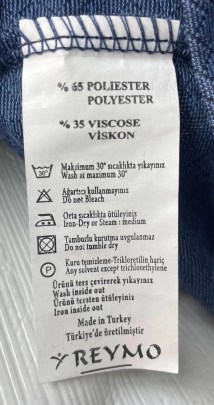 % 65 POLIESTER
POLYESTER
% 35 VISCOSE
VİSKON
30°
Maksimum 30° sıcaklıkta yıkayınız
Wash at maximum 30°
Ağartıcı kullanmayınız
Do not Bleach
Orta sıcaklıkta ütüleyiniz
Iron-Dry or Steam : medium
Tamburlu kurutma uygulanmaz
Do not tumble dry
P
Kuru temizleme-Trikloretilin hariç
Any solvent except trichlorethylene
Ürünü ters çevirerek yıkayınız
Wash inside out
Ürünü tersten ütüleyiniz
Iron inside out
Made in Turkey
Türkiye'de üretilmiştir
REYMO